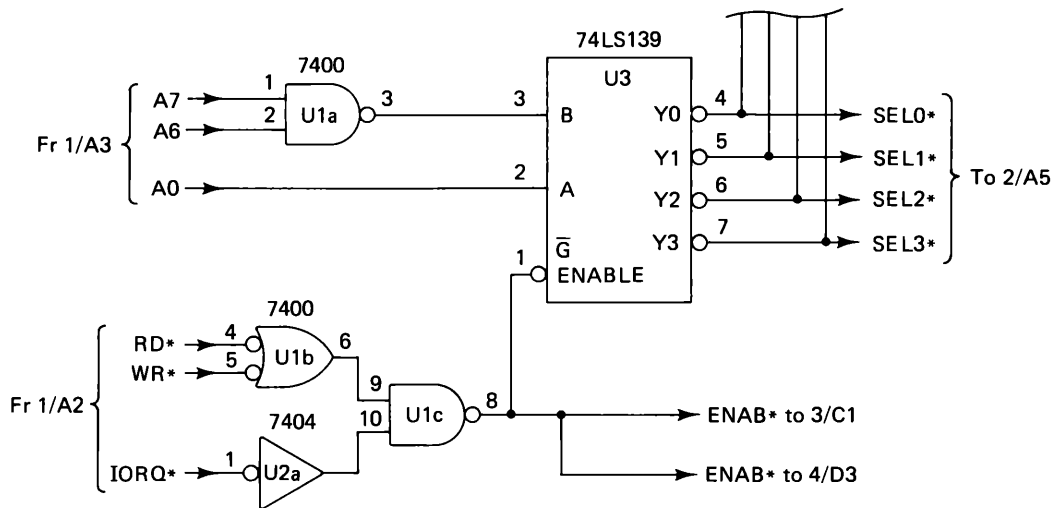 74LS139
7400
U3
1
A7
3
3
4
U1a
B
Y0
SEL0*
2
A6
Fr 1/A3
5
Y1
SEL1*
To 2/A5
2
6
A0
A
Y2
SEL2*
7
G
Y3
SEL3*
1
ENABLE
7400
4
RD*
6
U1b
5
WR*
9
Fr 1/A2
8
U1c
ENAB* to 3/C1
7404
10
1
IORQ*
U2a
ENAB* to 4/D3